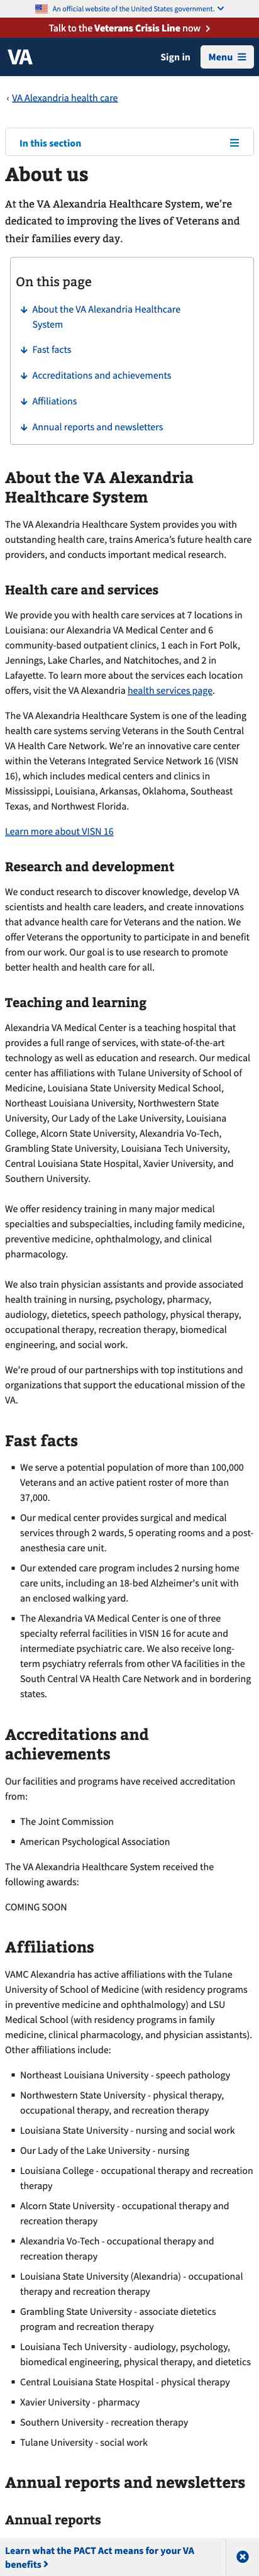 An official website of the United States government.
Talk to the Veterans Crisis Line now
VA
Sign in
Menu
VA Alexandria health care
In this section
About us
At the VA Alexandria Healthcare System, we're
dedicated to improving the lives of Veterans and
their families every day.
On this page
About the VA Alexandria Healthcare
System
Fast facts
Accreditations and achievements
Affiliations
Annual reports and newsletters
About the VA Alexandria
Healthcare System
The VA Alexandria Healthcare System provides you with
outstanding health care, trains America's future health care
providers, and conducts important medical research.
Health care and services
We provide you with health care services at 7 locations in
Louisiana: our Alexandria VA Medical Center and 6
community-based outpatient clinics, 1 each in Fort Polk,
Jennings, Lake Charles, and Natchitoches, and 2 in
Lafayette. To learn more about the services each location
offers, visit the VA Alexandria health services page.
The VA Alexandria Healthcare System is one of the leading
health care systems serving Veterans in the South Central
VA Health Care Network. We're an innovative care center
within the Veterans Integrated Service Network 16 (VISN
16), which includes medical centers and clinics in
Mississippi, Louisiana, Arkansas, Oklahoma, Southeast
Texas, and Northwest Florida.
Learn more about VISN 16
Research development
We conduct research to discover knowledge, develop VA
scientists and health care leaders, and create innovations
that advance health care for Veterans and the nation. We
offer Veterans the opportunity to participate in and benefit
from our work. Our goal is to use research to promote
better health and health care for all.
Teaching and learning
Alexandria VA Medical Center is a teaching hospital that
provides a full range of services, with state-of-the-art
technology as well as education and research. Our medical
center has affiliations with Tulane University of School of
Medicine, Louisiana State University Medical School,
Northeast Louisiana University, Northwestern State
University, Our Lady of the Lake University, Louisiana
College, Alcorn State University, Alexandria Vo-Tech,
Grambling State University, Louisiana Tech University,
Central Louisiana State Hospital, Xavier University, and
Southern University.
We offer residency training in many major medical
specialties and subspecialties, including family medicine,
preventive medicine, ophthalmology, and clinical
pharmacology.
We also train physician assistants and provide associated
health training in nursing, psychology, pharmacy,
audiology, dietetics, speech pathology, physical therapy,
occupational therapy, recreation therapy, biomedical
engineering, and social work.
We're proud of our partnerships with top institutions and
organizations that support the educational mission of the
VA.
Fast facts
We serve a potential population of more than 100,000
Veterans and an active patient roster of more than
37,000.
Our medical center provides surgical and medical
services through 2 wards, 5 operating rooms and a post-
anesthesia care unit.
Our extended care program includes 2 nursing home
care units, including an 18-bed Alzheimer's unit with
an enclosed walking yard.
The Alexandria VA Medical Center is one of three
specialty referral facilities in VISN 16 for acute and
intermediate psychiatric care. We also receive long-
term psychiatry referrals from other VA facilities in the
South Central VA Health Care Network and in bordering
states.
Accreditations and
achievements
Our facilities and programs have received accreditation
from:
The Joint Commission
American Psychological Association
The VA Alexandria Healthcare System received the
following awards:
COMING SOON
Affiliations
VAMC Alexandria has active affiliations with the Tulane
University of School of Medicine (with residency programs
in preventive medicine and ophthalmology) and LSU
Medical School (with residency programs in family
medicine, clinical pharmacology, and physician assistants).
Other affiliations include:
Northeast Louisiana University - speech pathology
Northwestern State University - physical therapy,
occupational therapy, and recreation therapy
Louisiana State University - nursing and social work
Our Lady of the Lake University - nursing
Louisiana College - occupational therapy and recreation
therapy
Alcorn State University - occupational therapy and
recreation therapy
Alexandria Vo-Tech - occupational therapy and
recreation therapy
Louisiana State University (Alexandria) - occupational
therapy and recreation therapy
Grambling State University - associate dietetics
program and recreation therapy
Louisiana Tech University - audiology, psychology,
biomedical engineering, physical therapy, and dietetics
Central Louisiana State Hospital - physical therapy
Xavier University - pharmacy
Southern University - recreation therapy
Tulane University - social work
Annual reports and newsletters
Annual reports
Learn what the PACT Act means for your VA
benefits